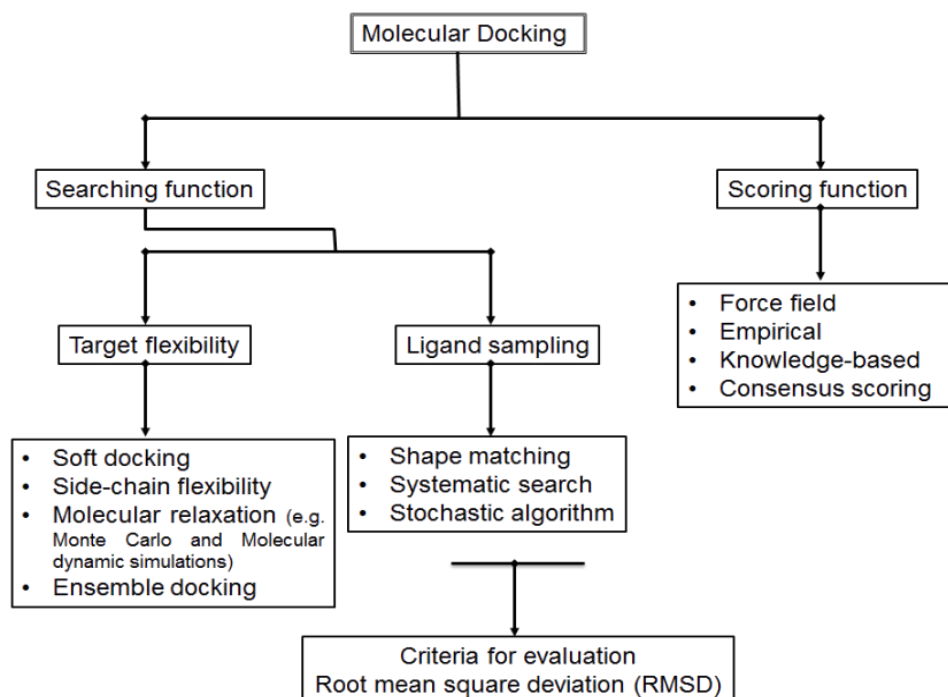 Molecular Docking
Searching function
Scoring function
Target flexibility
Ligand sampling
• Force field
• Empirical
• Knowledge-based
• Consensus scoring
• Soft docking
• Side-chain flexibility
• Molecular relaxation (e.g.
Monte Carlo and Molecular
dynamic simulations)
• Ensemble docking
• Shape matching
• Systematic search
• Stochastic algorithm
Criteria for evaluation
Root mean square deviation (RMSD)